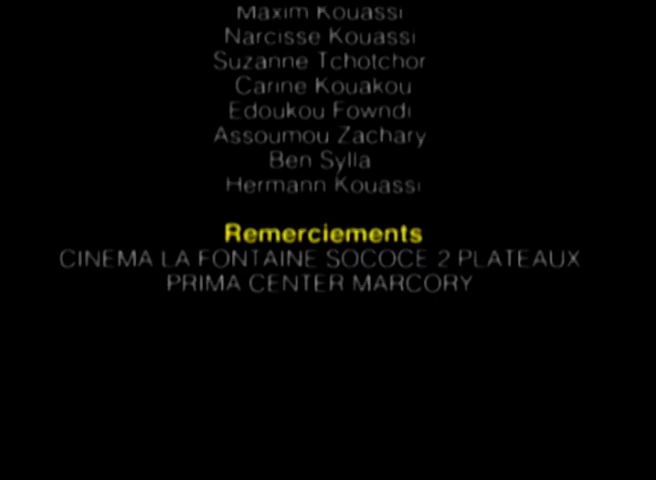 Maxim Kouassi
Narcisse Kouassi
Suzanne Tchotchor
Carine Kouakou
Edoukou Fowndi
Assoumou Zachary
Ben Sylla
Hermann Kouassi
Remerciements
CINEMA LA FONTAINE SOCOCE 2 PLATEAUX
PRIMA CENTER MARCORY